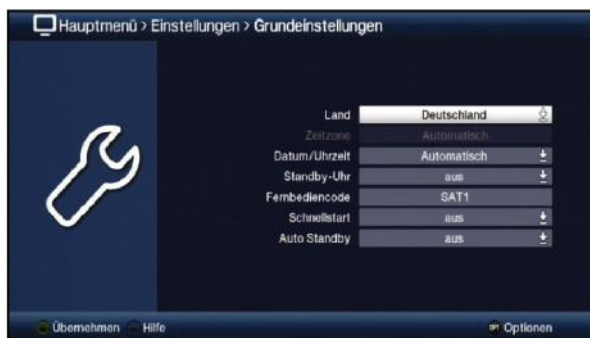 Hauptmenü > Einstellungen > Grundeinstellungen
Land Deutschland
Zeitzone Automatisch
Datum/Uhrzeit Automatisch
Standby-Uhr aus
Fernbediencode SAT1
Schnellstart aus
Auto Standby aus
Übernehmen Hilfe OPT Optionen